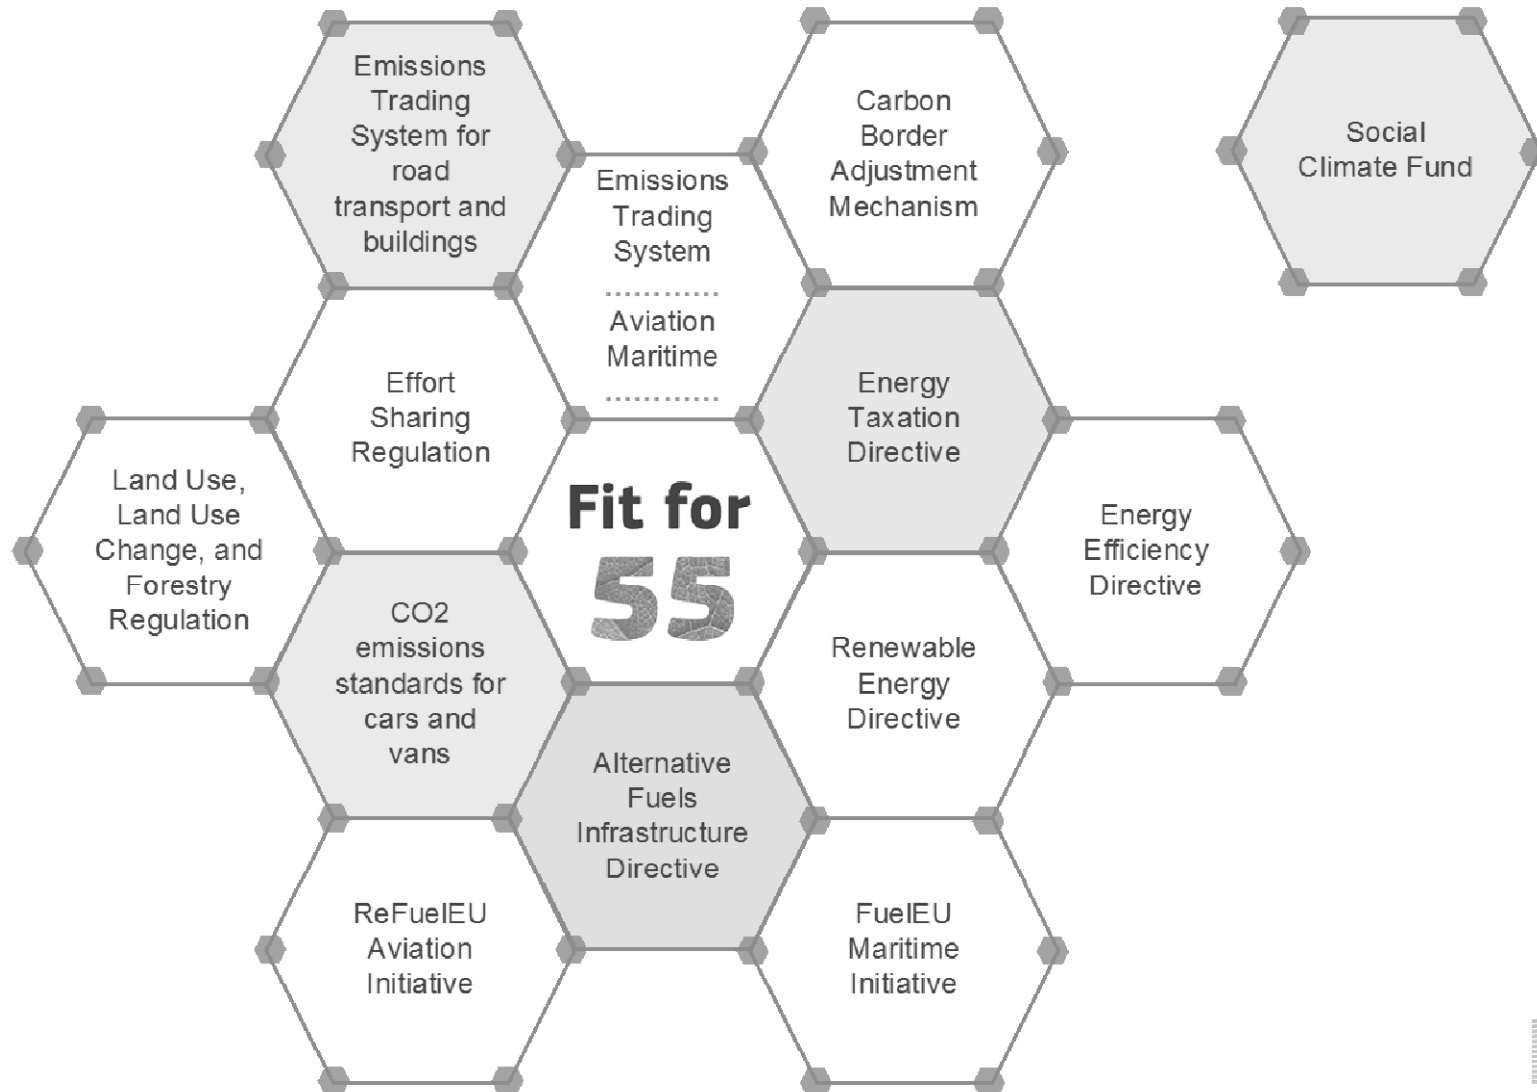 Emissions
Trading
System for
road
transport and
buildings
Emissions
Trading
System
Aviation
Maritime
Carbon
Border
Adjustment
Mechanism
Social
Climate Fund
Effort
Sharing
Regulation
Energy
Taxation
Directive
Land Use,
Land Use
Change, and
Forestry
Regulation
Fit for
55
Energy
Efficiency
Directive
CO2
emissions
standards for
cars and
vans
Renewable
Energy
Directive
Alternative
Fuels
Infrastructure
Directive
ReFuelEU
Aviation
Initiative
FuelEU
Maritime
Initiative